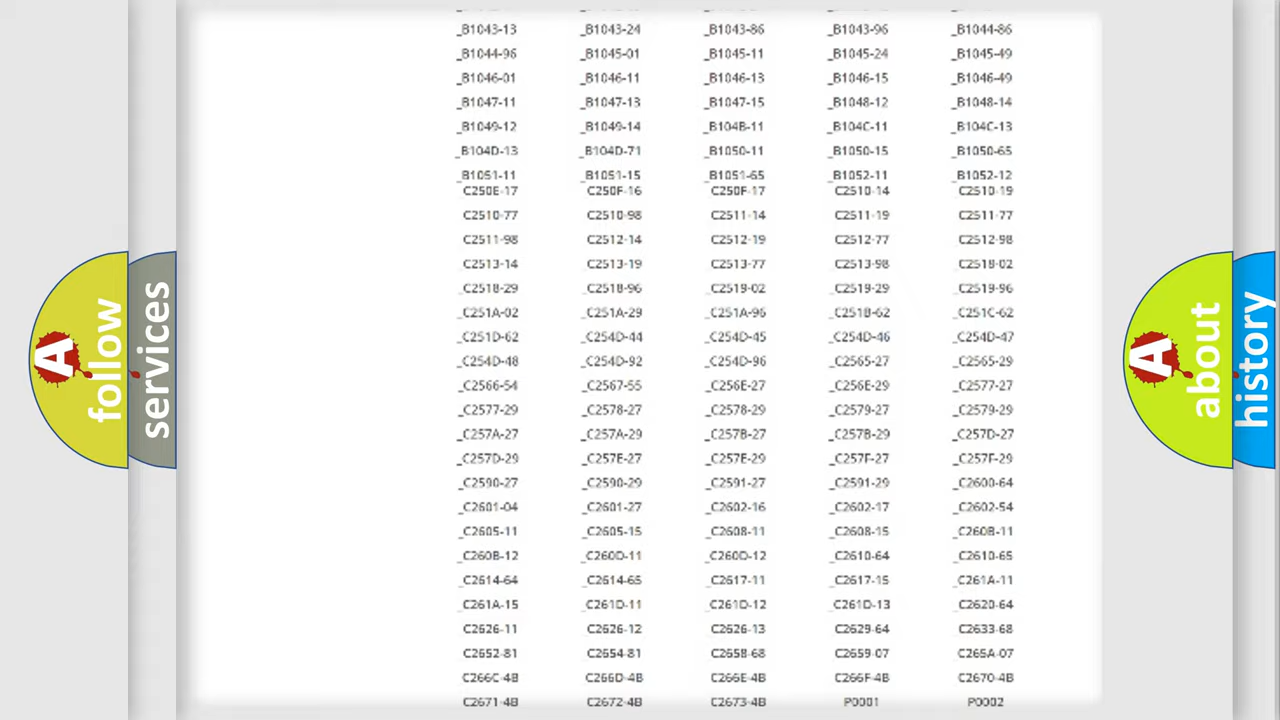 _B1043-13 _B1043-24 _B1043-86 _B1043-96 _B1044-86
_B1044-96 _B1045-01 _B1045-11 _B1045-24 _B1045-49
_B1046-01 _B1046-11 _B1046-13 _B1046-15 _B1046-49
_B1047-11 _B1047-13 _B1047-15 _B1048-12 _B1048-14
_B1049-12 _B1049-14 _B104B-11 _B104C-11 _B104C-13
_B104D-13 _B104D-71 _B1050-11 _B1050-15 _B1050-65
_B1051-11 _B1051-15 _B1051-65 _B1052-11 _B1052-12
C250E-17 C250F-16 C250F-17 C2510-14 C2510-19
C2510-77 C2510-98 C2511-14 C2511-19 C2511-77
C2511-98 C2512-14 C2512-19 C2512-77 C2512-98
C2513-14 C2513-19 C2513-77 C2513-98 C2518-02
_C2518-29 _C2518-96 _C2519-02 _C2519-29 _C2519-96
_C251A-02 _C251A-29 _C251A-96 _C251B-62 _C251C-62
_C251D-62 _C254D-44 _C254D-45 _C254D-46 _C254D-47
_C254D-48 _C254D-92 _C254D-96 _C2565-27 _C2565-29
_C2566-54 _C2567-55 _C256E-27 _C256E-29 _C2577-27
_C2577-29 _C2578-27 _C2578-29 _C2579-27 _C2579-29
_C257A-27 _C257A-29 _C257B-27 _C257B-29 _C257D-27
_C257D-29 _C257E-27 _C257E-29 _C257F-27 _C257F-29
_C2590-27 _C2590-29 _C2591-27 _C2591-29 _C2600-64
_C2601-04 _C2601-27 _C2602-16 _C2602-17 _C2602-54
_C2605-11 _C2605-15 _C2608-11 _C2608-15 _C260B-11
_C260B-12 _C260D-11 _C260D-12 _C2610-64 _C2610-65
_C2614-64 _C2614-65 _C2617-11 _C2617-15 _C261A-11
_C261A-15 _C261D-11 _C261D-12 _C261D-13 _C2620-64
C2626-11 C2626-12 C2626-13 C2629-64 C2633-68
C2652-81 C2654-81 C265B-68 C2659-07 C265A-07
C266C-4B C266D-4B C266E-4B C266F-4B C2670-4B
C2671-4B C2672-4B C2673-4B P0001 P0002
A follow
services
A about
history